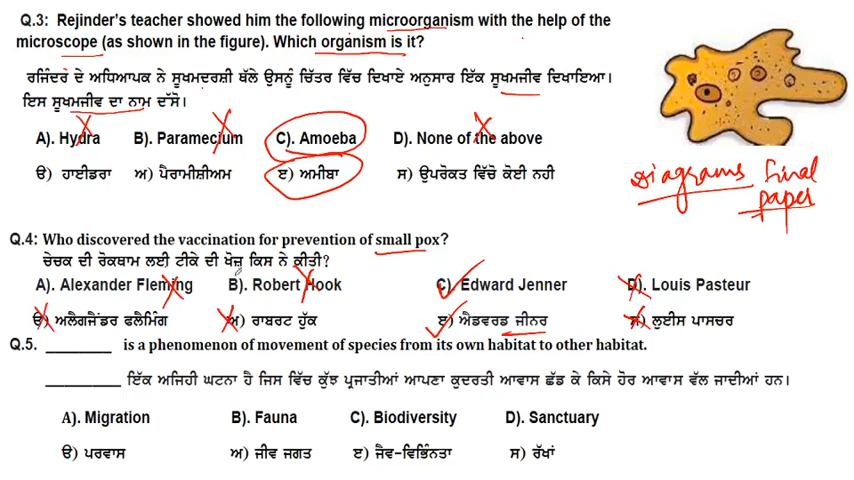 Q.3: Rejinder's teacher showed him the following microorganism with the help of the
microscope (as shown in the figure). Which organism is it?
ਰਜਿੰਦਰ ਦੇ ਅਧਿਆਪਕ ਨੇ ਸੂਖਮਦਰਸ਼ੀ ਥੱਲੇ ਉਸਨੂੰ ਚਿੱਤਰ ਵਿੱਚ ਦਿਖਾਏ ਅਨੁਸਾਰ ਇੱਕ ਸੂਖਮਜੀਵ ਦਿਖਾਇਆ।
ਇਸ ਸੂਖਮਜੀਵ ਦਾ ਨਾਮ ਦੱਸੋ।
A). Hydra B). Paramecium C). Amoeba D). None of the above
ੳ) ਹਾਈਡਰਾ ਅ) ਪੈਰਾਮੀਸ਼ੀਅਮ ੲ) ਅਮੀਬਾ ਸ) ਉਪਰੋਕਤ ਵਿੱਚੋ ਕੋਈ ਨਹੀ
Diagrams Final
paper
Q.4: Who discovered the vaccination for prevention of small pox?
ਚੇਚਕ ਦੀ ਰੋਕਥਾਮ ਲਈ ਟੀਕੇ ਦੀ ਖੋਜ਼ ਕਿਸ ਨੇ ਕੀਤੀ?
A). Alexander Fleming B). Robert Hook C). Edward Jenner D). Louis Pasteur
ੳ) ਅਲੈਗਜੈਂਡਰ ਫਲੈਮਿੰਗ ਅ) ਰਾਬਰਟ ਹੁੱਕ ੲ) ਐਡਵਰਡ ਜੀਨਰ ਸ) ਲੁਈਸ ਪਾਸਚਰ
Q.5. ________ is a phenomenon of movement of species from its own habitat to other habitat.
________ ਇੱਕ ਅਜਿਹੀ ਘਟਨਾ ਹੈ ਜਿਸ ਵਿੱਚ ਕੁੱਝ ਪ੍ਰਜਾਤੀਆਂ ਆਪਣਾ ਕੁਦਰਤੀ ਆਵਾਸ ਛੱਡ ਕੇ ਕਿਸੇ ਹੋਰ ਆਵਾਸ ਵੱਲ ਜਾਦੀਆਂ ਹਨ।
A). Migration B). Fauna C). Biodiversity D). Sanctuary
ੳ) ਪਰਵਾਸ ਅ) ਜੀਵ ਜਗਤ ੲ) ਜੈਵ-ਵਿਭਿੰਨਤਾ ਸ) ਰੱਖਾਂ